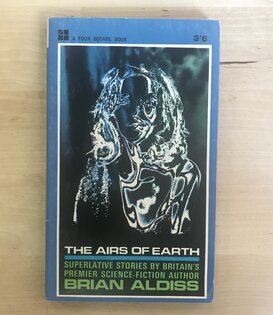 A FOUR SQUARE BOOK 3/6
THE AIRS OF EARTH
SUPERLATIVE STORIES BY BRITAIN'S
PREMIER SCIENCE-FICTION AUTHOR
BRIAN ALDISS